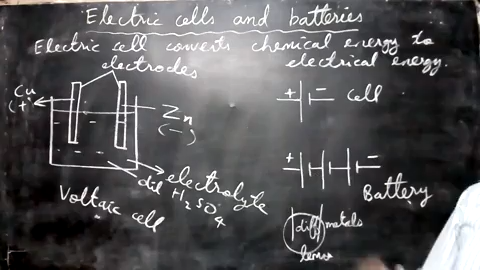 Electric cells and batteries
Electric cell converts chemical energy to
electrical energy.
electrodes
Cu
(+)
Zn
(-)
electrolyte
dil H2SO4
Voltaic cell
+ - Cell
+ -
Battery
diff metals